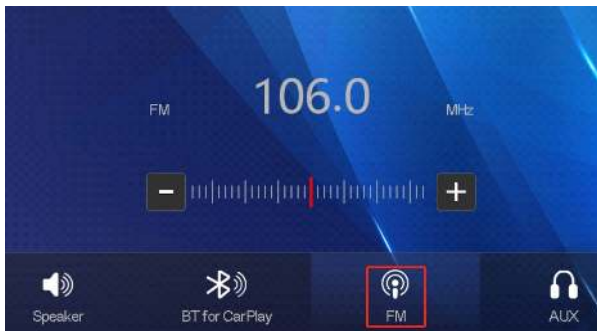 106.0
FM
MHz
- +
Speaker
BT for CarPlay
FM
AUX